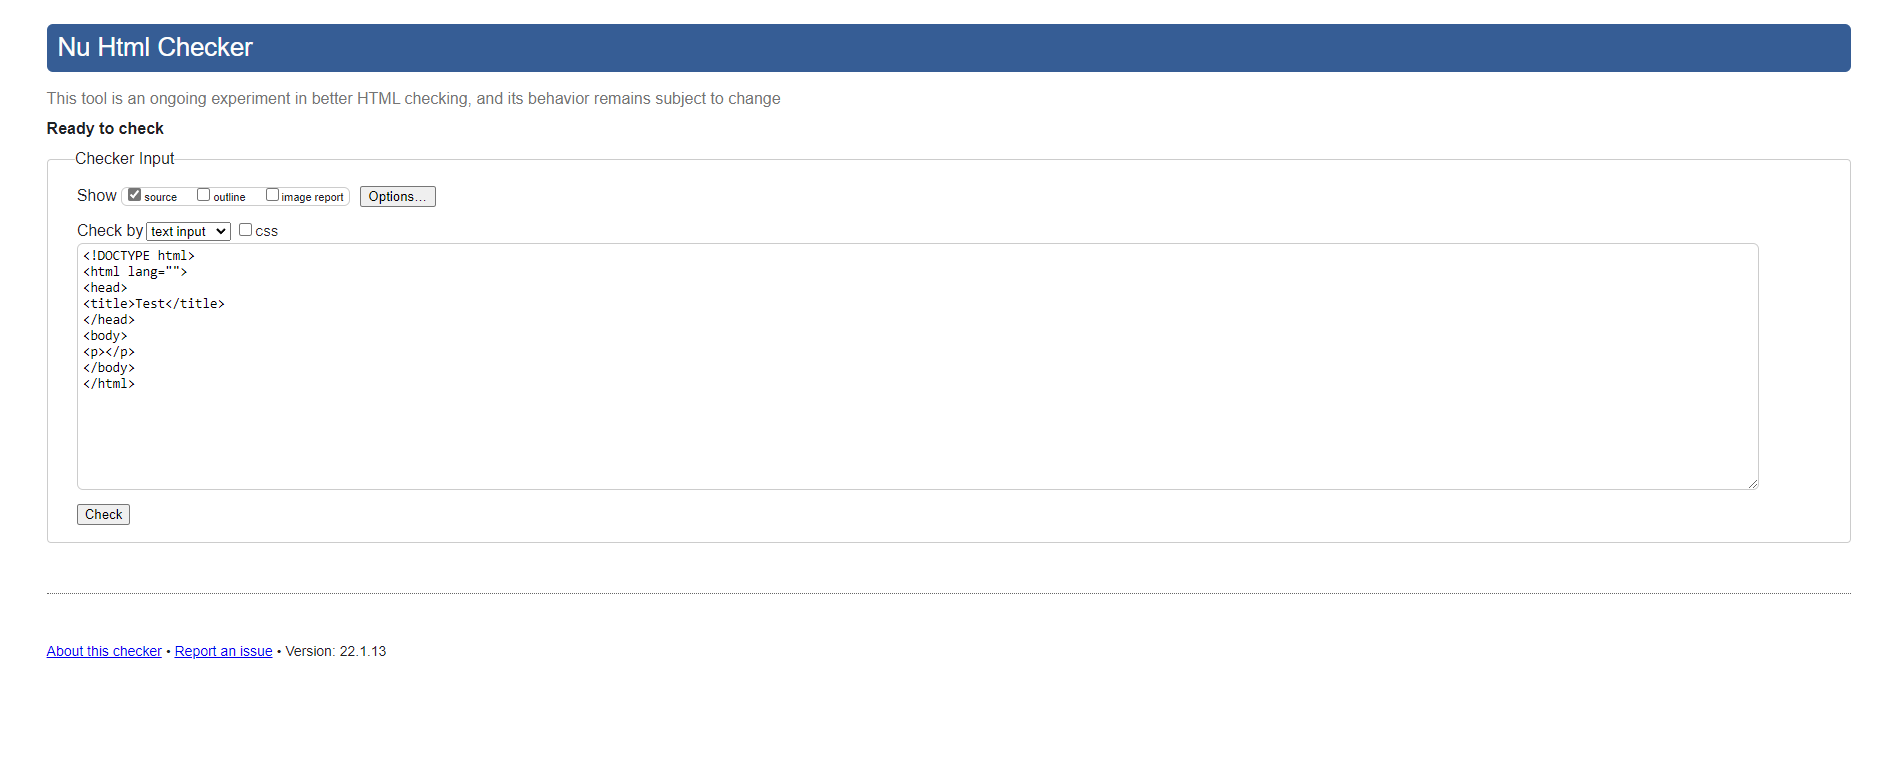 Nu Html Checker
This tool is an ongoing experiment in better HTML checking, and its behavior remains subject to change
Ready to check
Checker Input
Show source outline image report Options...
Check by text input css
<!DOCTYPE html>
<html lang="">
<head>
<title>Test</title>
</head>
<body>
<p></p>
</body>
</html>
Check
About this checker • Report an issue • Version: 22.1.13